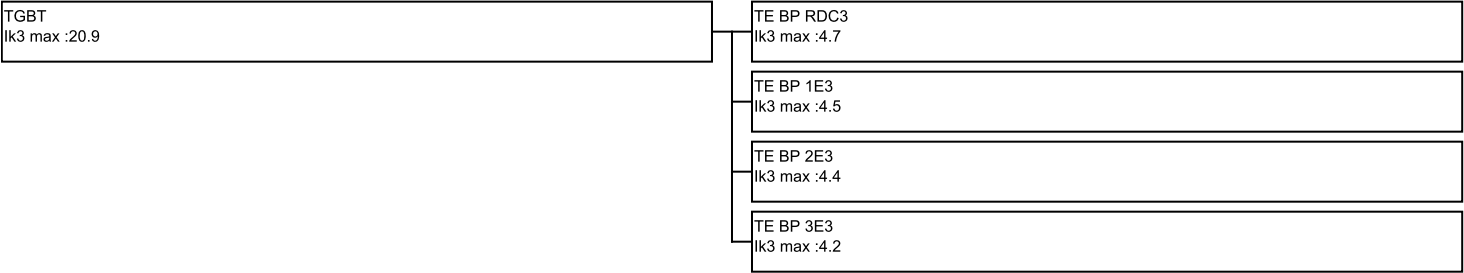 TGBT
Ik3 max :20.9
TE BP RDC3
Ik3 max :4.7
TE BP 1E3
Ik3 max :4.5
TE BP 2E3
Ik3 max :4.4
TE BP 3E3
Ik3 max :4.2